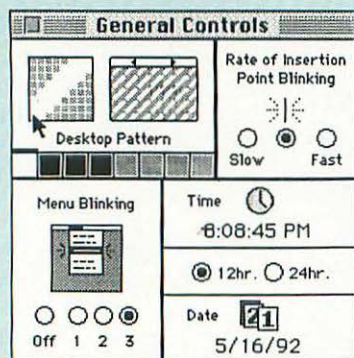 General Controls
Rate of Insertion
Point Blinking
Desktop Pattern
Slow Fast
Menu Blinking
Off 1 2 3
Time
8:08:45 PM
12hr. 24hr.
Date
21
5/16/92